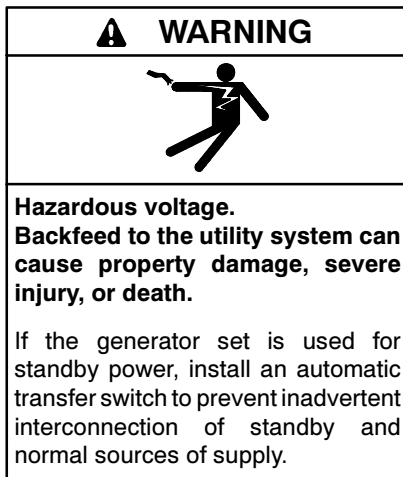 WARNING
Hazardous voltage.
Backfeed to the utility system can
cause property damage, severe
injury, or death.
If the generator set is used for
standby power, install an automatic
transfer switch to prevent inadvertent
interconnection of standby and
normal sources of supply.